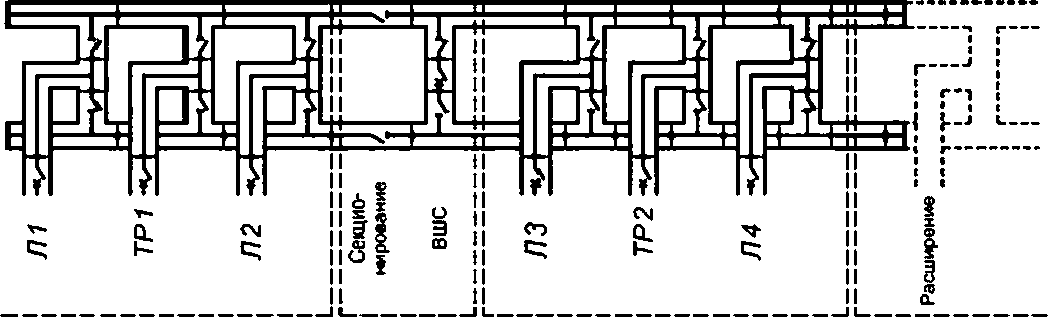 Л1
ТР1
Л2
Секцио-
нирование
ВШС
Л3
ТР2
Л4
Расширение